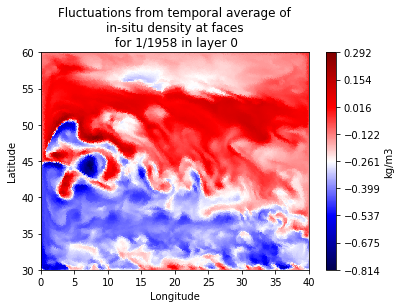 Fluctuations from temporal average of
in-situ density at faces
for 1/1958 in layer 0
60
55
50
45
40
35
30
Latitude
0 5 10 15 20 25 30 35 40
Longitude
0.292
0.154
0.016
−0.122
−0.261
−0.399
−0.537
−0.675
−0.814
kg/m3